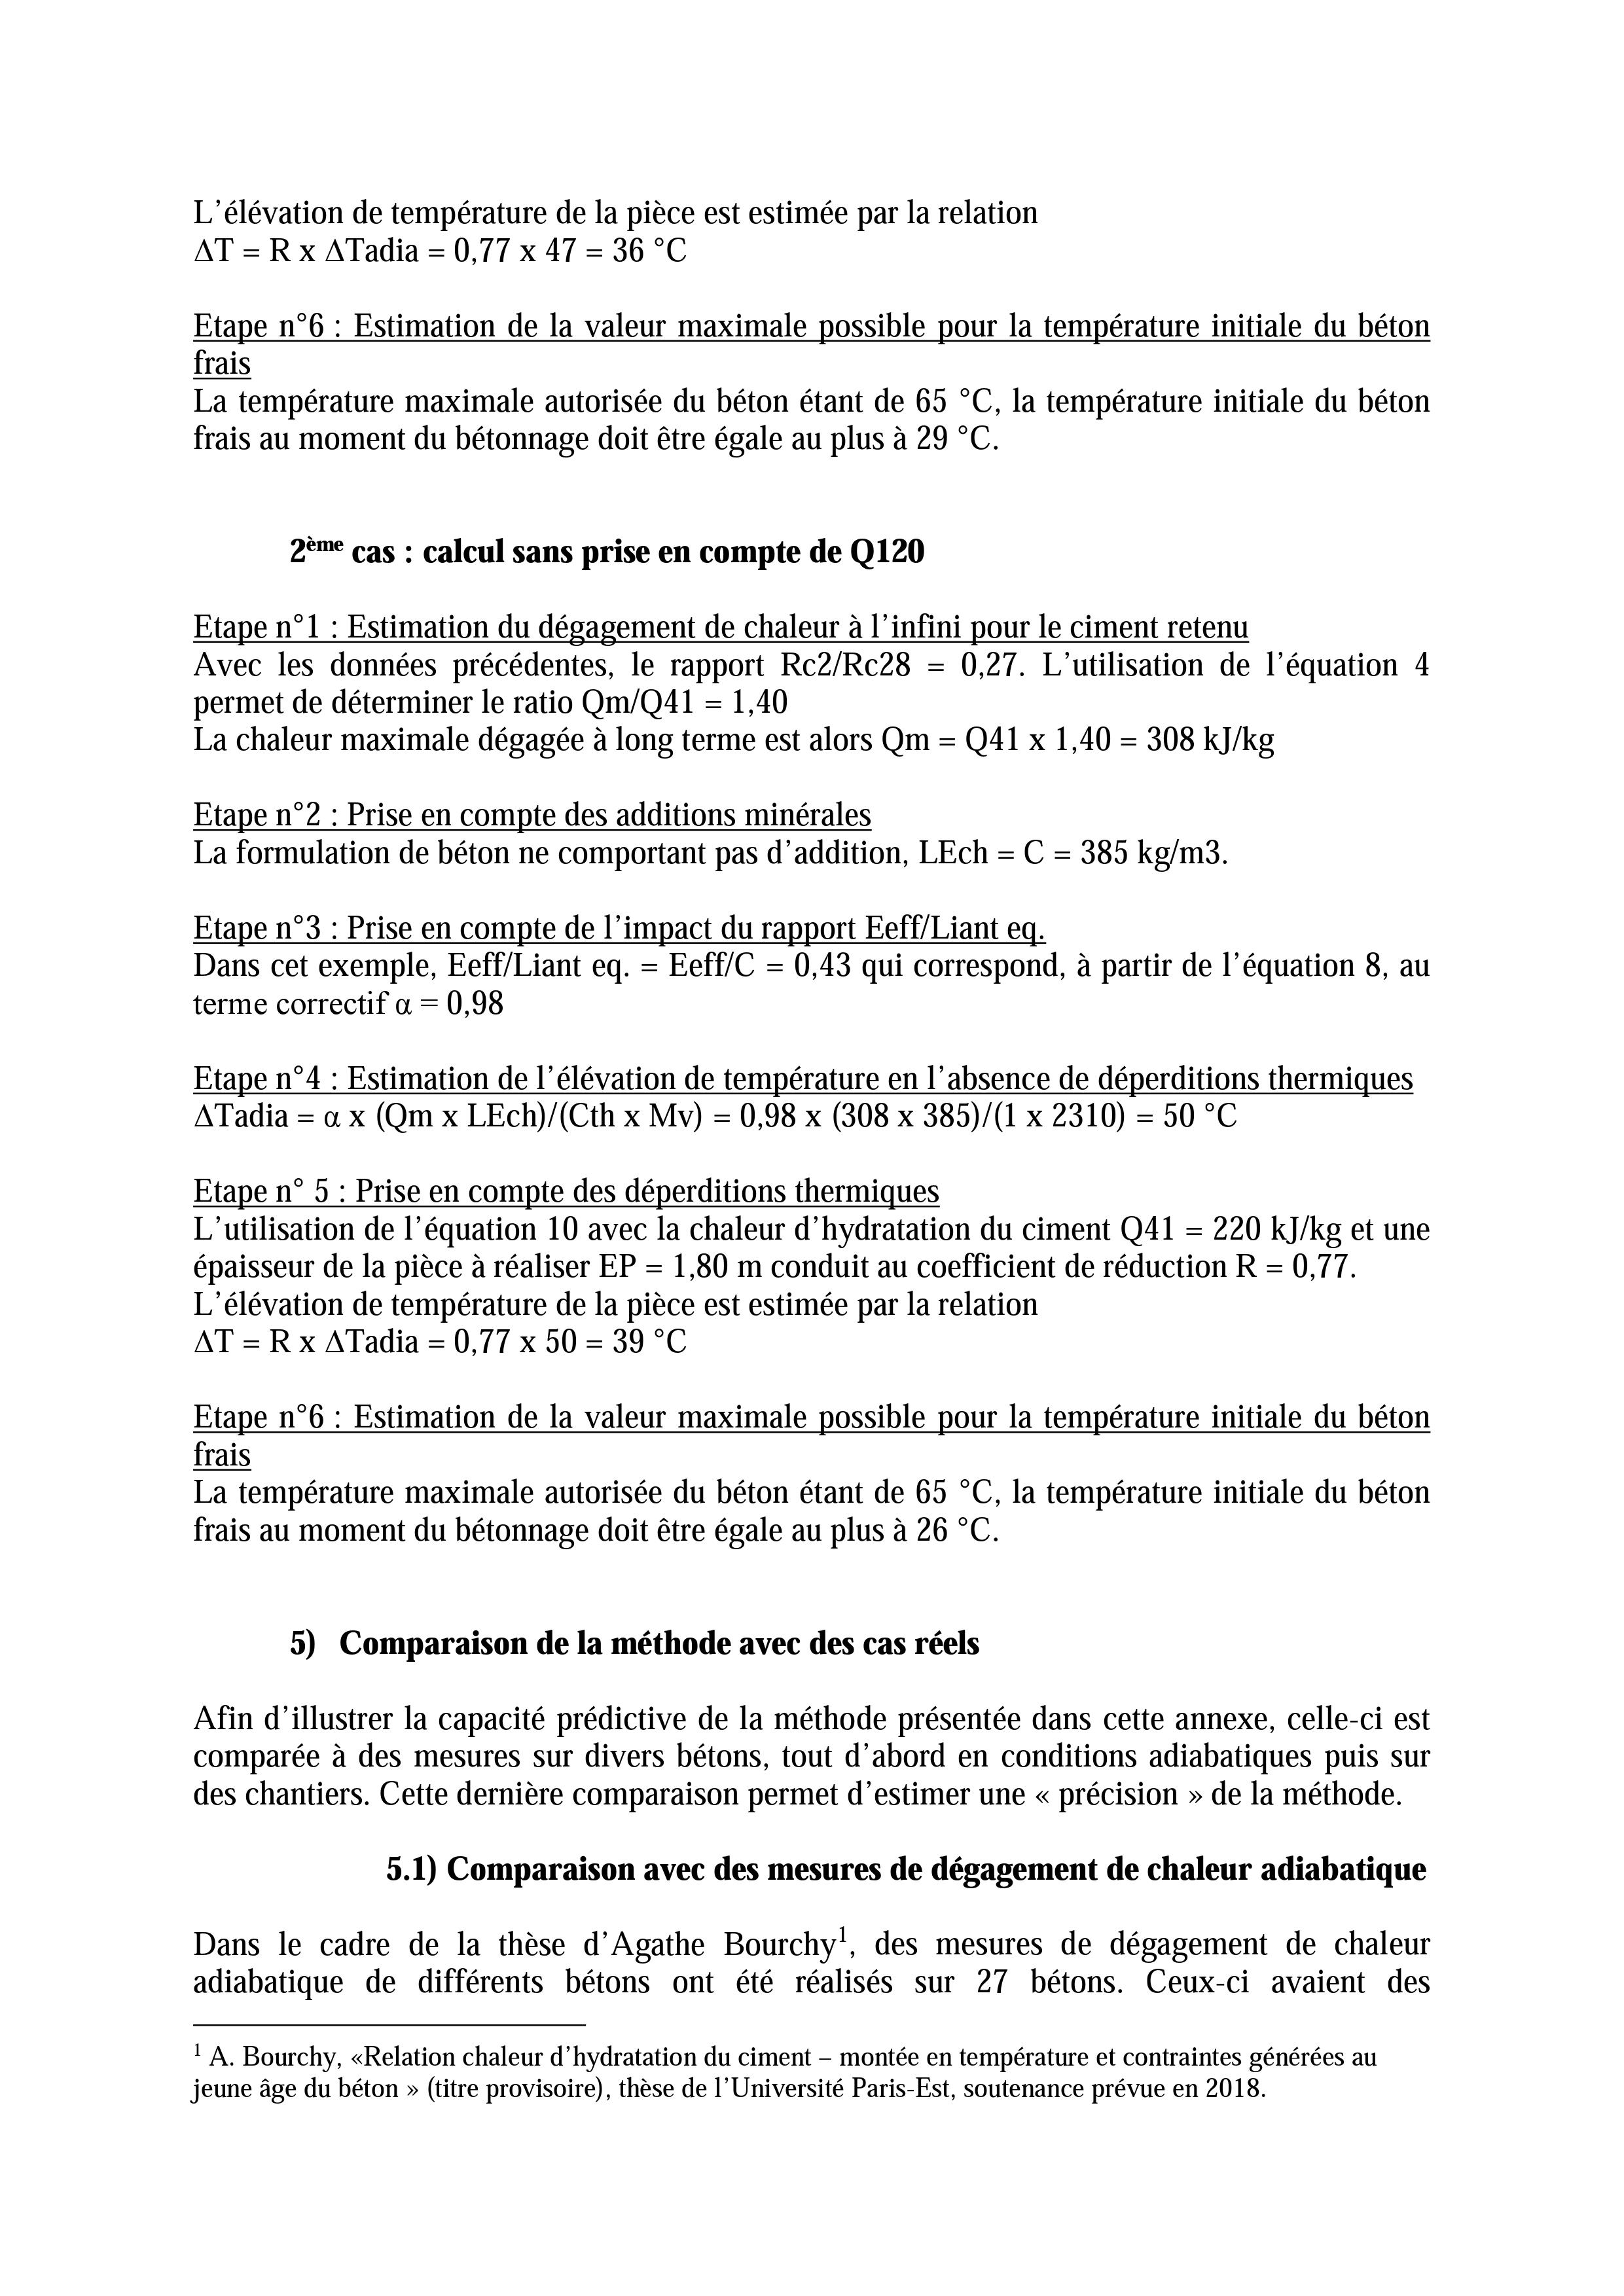 L’élévation de température de la pièce est estimée par la relation
ΔT = R x ΔTadia = 0,77 x 47 = 36 °C
Etape n°6 : Estimation de la valeur maximale possible pour la température initiale du béton
frais
La température maximale autorisée du béton étant de 65 °C, la température initiale du béton
frais au moment du bétonnage doit être égale au plus à 29 °C.
2ème cas : calcul sans prise en compte de Q120
Etape n°1 : Estimation du dégagement de chaleur à l’infini pour le ciment retenu
Avec les données précédentes, le rapport Rc2/Rc28 = 0,27. L’utilisation de l’équation 4
permet de déterminer le ratio Qm/Q41 = 1,40
La chaleur maximale dégagée à long terme est alors Qm = Q41 x 1,40 = 308 kJ/kg
Etape n°2 : Prise en compte des additions minérales
La formulation de béton ne comportant pas d’addition, LEch = C = 385 kg/m3.
Etape n°3 : Prise en compte de l’impact du rapport Eeff/Liant eq.
Dans cet exemple, Eeff/Liant eq. = Eeff/C = 0,43 qui correspond, à partir de l’équation 8, au
terme correctif α = 0,98
Etape n°4 : Estimation de l’élévation de température en l’absence de déperditions thermiques
ΔTadia = α x (Qm x LEch)/(Cth x Mv) = 0,98 x (308 x 385)/(1 x 2310) = 50 °C
Etape n° 5 : Prise en compte des déperditions thermiques
L’utilisation de l’équation 10 avec la chaleur d’hydratation du ciment Q41 = 220 kJ/kg et une
épaisseur de la pièce à réaliser EP = 1,80 m conduit au coefficient de réduction R = 0,77.
L’élévation de température de la pièce est estimée par la relation
ΔT = R x ΔTadia = 0,77 x 50 = 39 °C
Etape n°6 : Estimation de la valeur maximale possible pour la température initiale du béton
frais
La température maximale autorisée du béton étant de 65 °C, la température initiale du béton
frais au moment du bétonnage doit être égale au plus à 26 °C.
5) Comparaison de la méthode avec des cas réels
Afin d’illustrer la capacité prédictive de la méthode présentée dans cette annexe, celle-ci est
comparée à des mesures sur divers bétons, tout d’abord en conditions adiabatiques puis sur
des chantiers. Cette dernière comparaison permet d’estimer une « précision » de la méthode.
5.1) Comparaison avec des mesures de dégagement de chaleur adiabatique
Dans le cadre de la thèse d’Agathe Bourchy1, des mesures de dégagement de chaleur
adiabatique de différents bétons ont été réalisés sur 27 bétons. Ceux-ci avaient des
1 A. Bourchy, «Relation chaleur d’hydratation du ciment – montée en température et contraintes générées au
jeune âge du béton » (titre provisoire), thèse de l’Université Paris-Est, soutenance prévue en 2018.